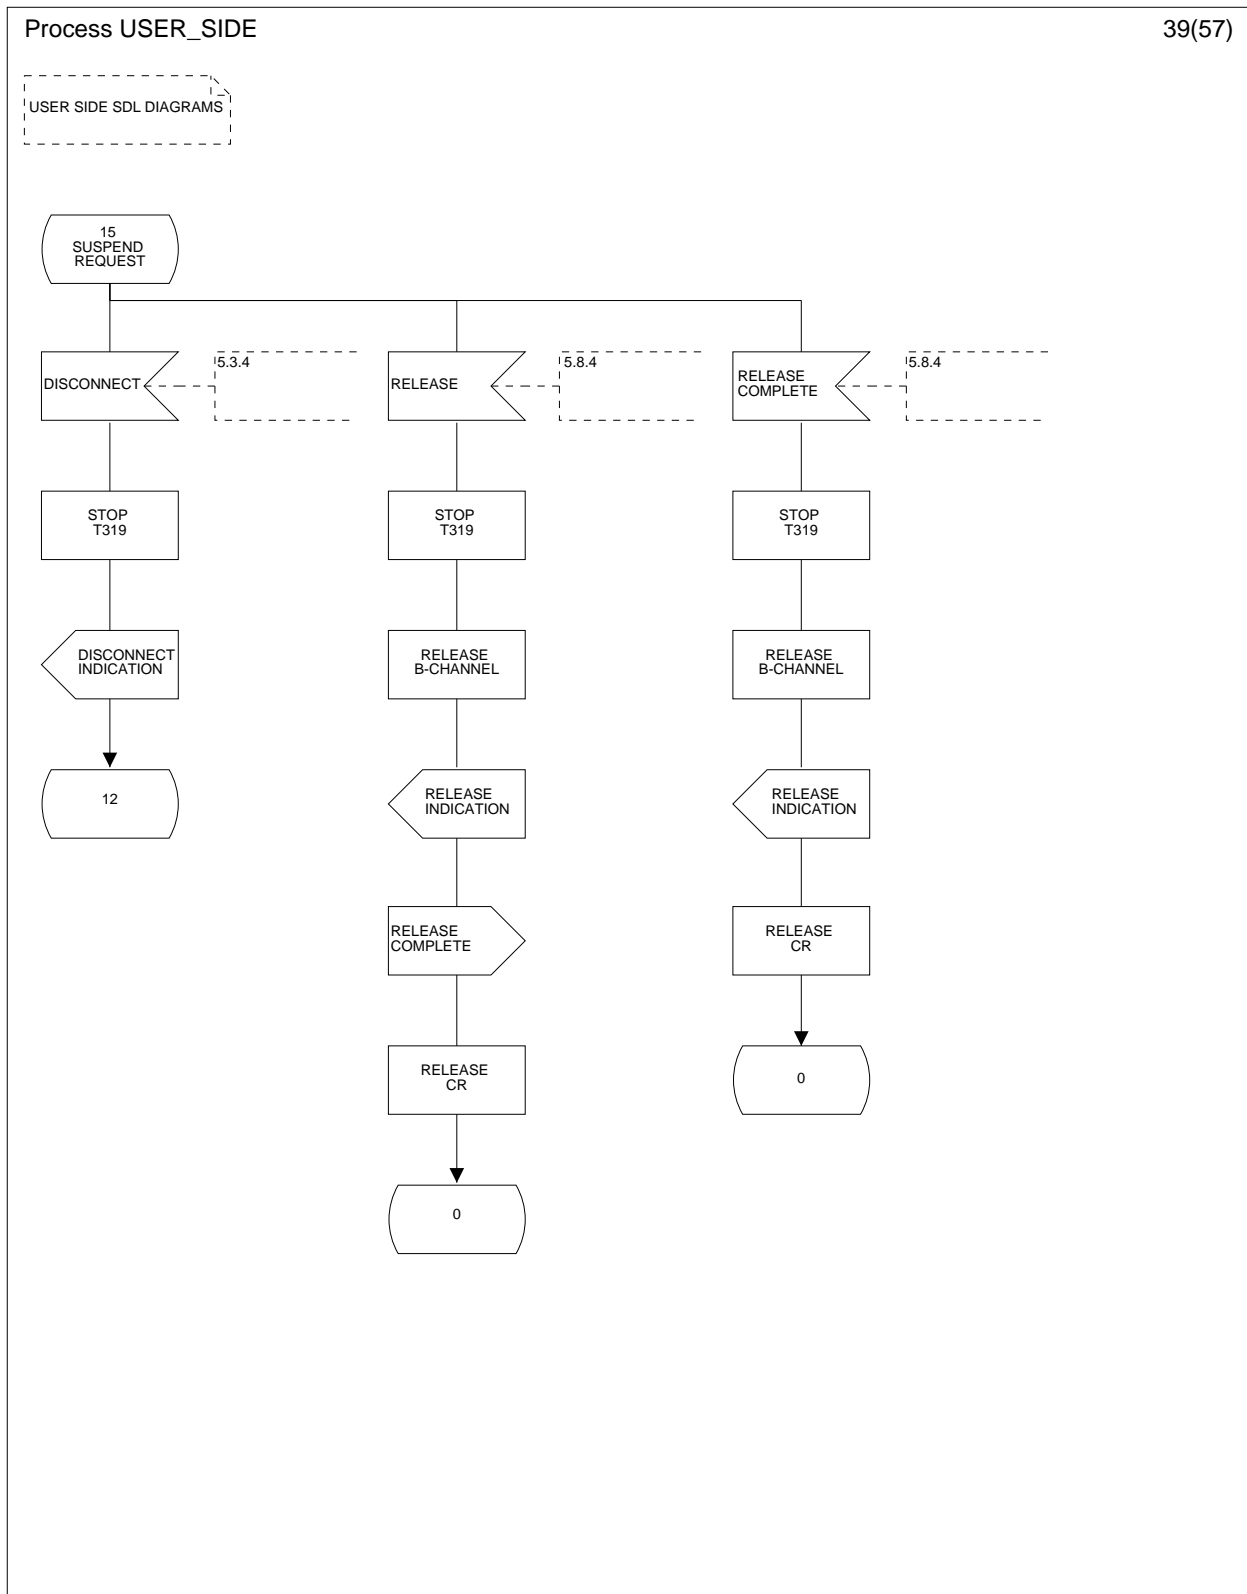 Process USER_SIDE
39(57)
USER SIDE SDL DIAGRAMS
15
SUSPEND
REQUEST
DISCONNECT
5.3.4
RELEASE
5.8.4
RELEASE
COMPLETE
5.8.4
STOP
T319
STOP
T319
STOP
T319
DISCONNECT
INDICATION
RELEASE
B-CHANNEL
RELEASE
B-CHANNEL
12
RELEASE
INDICATION
RELEASE
INDICATION
RELEASE
COMPLETE
RELEASE
CR
RELEASE
CR
0
0